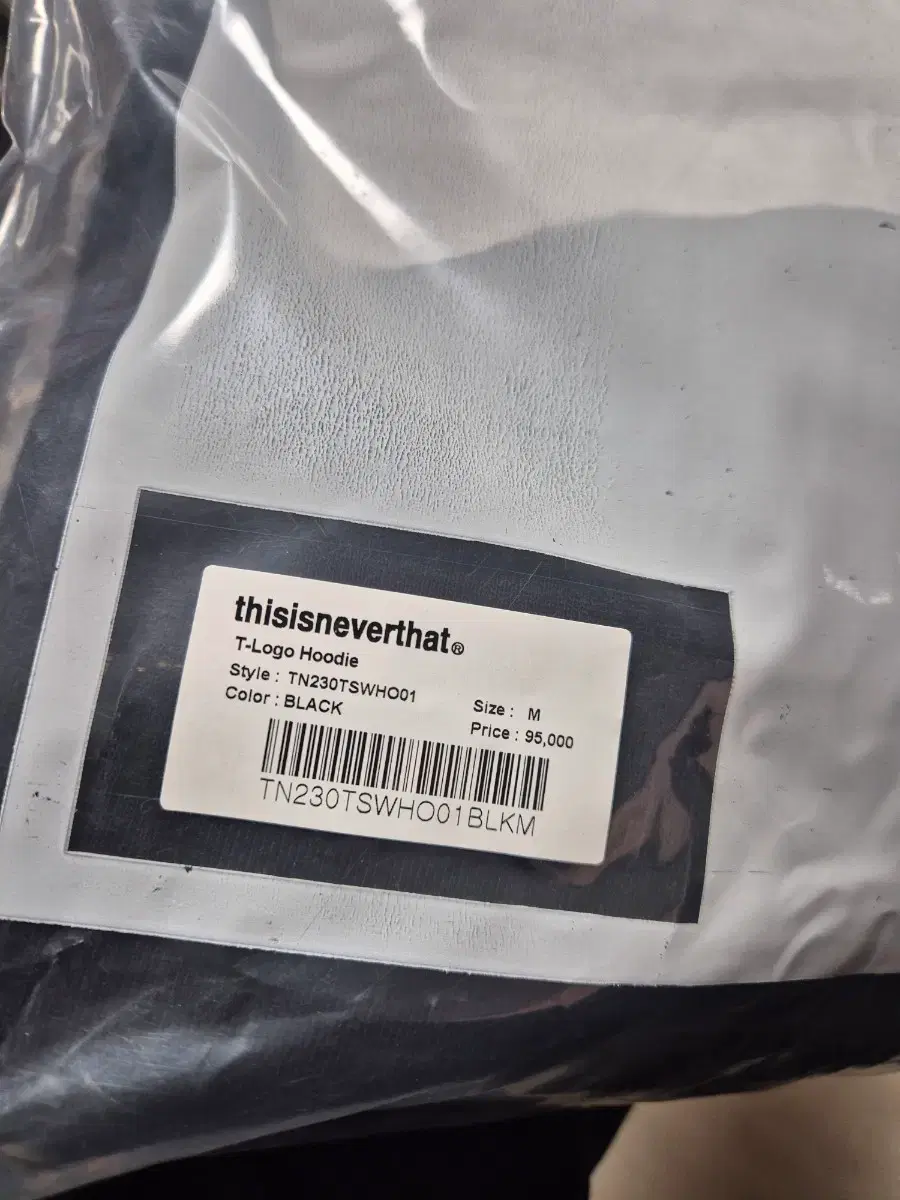 thisisneverthat®
T-Logo Hoodie
Style : TN230TSWHO01
Color : BLACK
Size : M
Price : 95,000
TN230TSWHO01BLKM